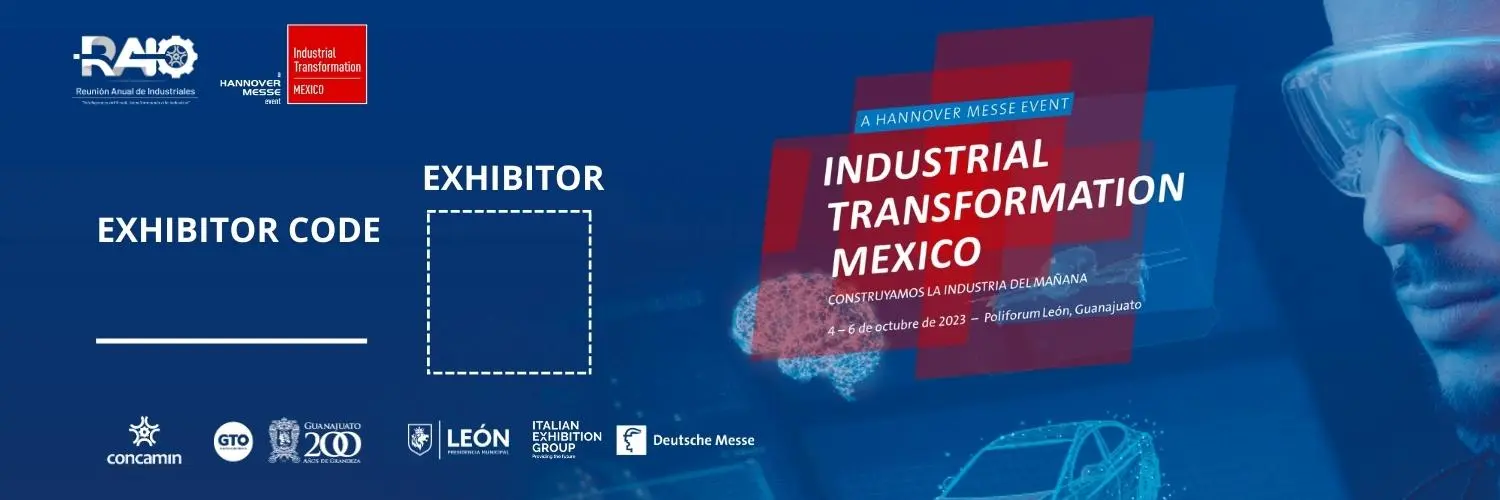 RAIO
Reunión Anual de Industriales
a
HANNOVER
MESSE
event
Industrial
Transformation
MEXICO
EXHIBITOR
EXHIBITOR CODE
A HANNOVER MESSE EVENT
INDUSTRIAL
TRANSFORMATION
MEXICO
CONSTRUYAMOS LA INDUSTRIA DEL MAÑANA
4 – 6 de octubre de 2023 – Poliforum León, Guanajuato
concamin
GTO
GUANAJUATO
200
AÑOS DE GRANDEZA
LEÓN
PRESIDENCIA MUNICIPAL
ITALIAN
EXHIBITION
GROUP
Providing the future
Deutsche Messe